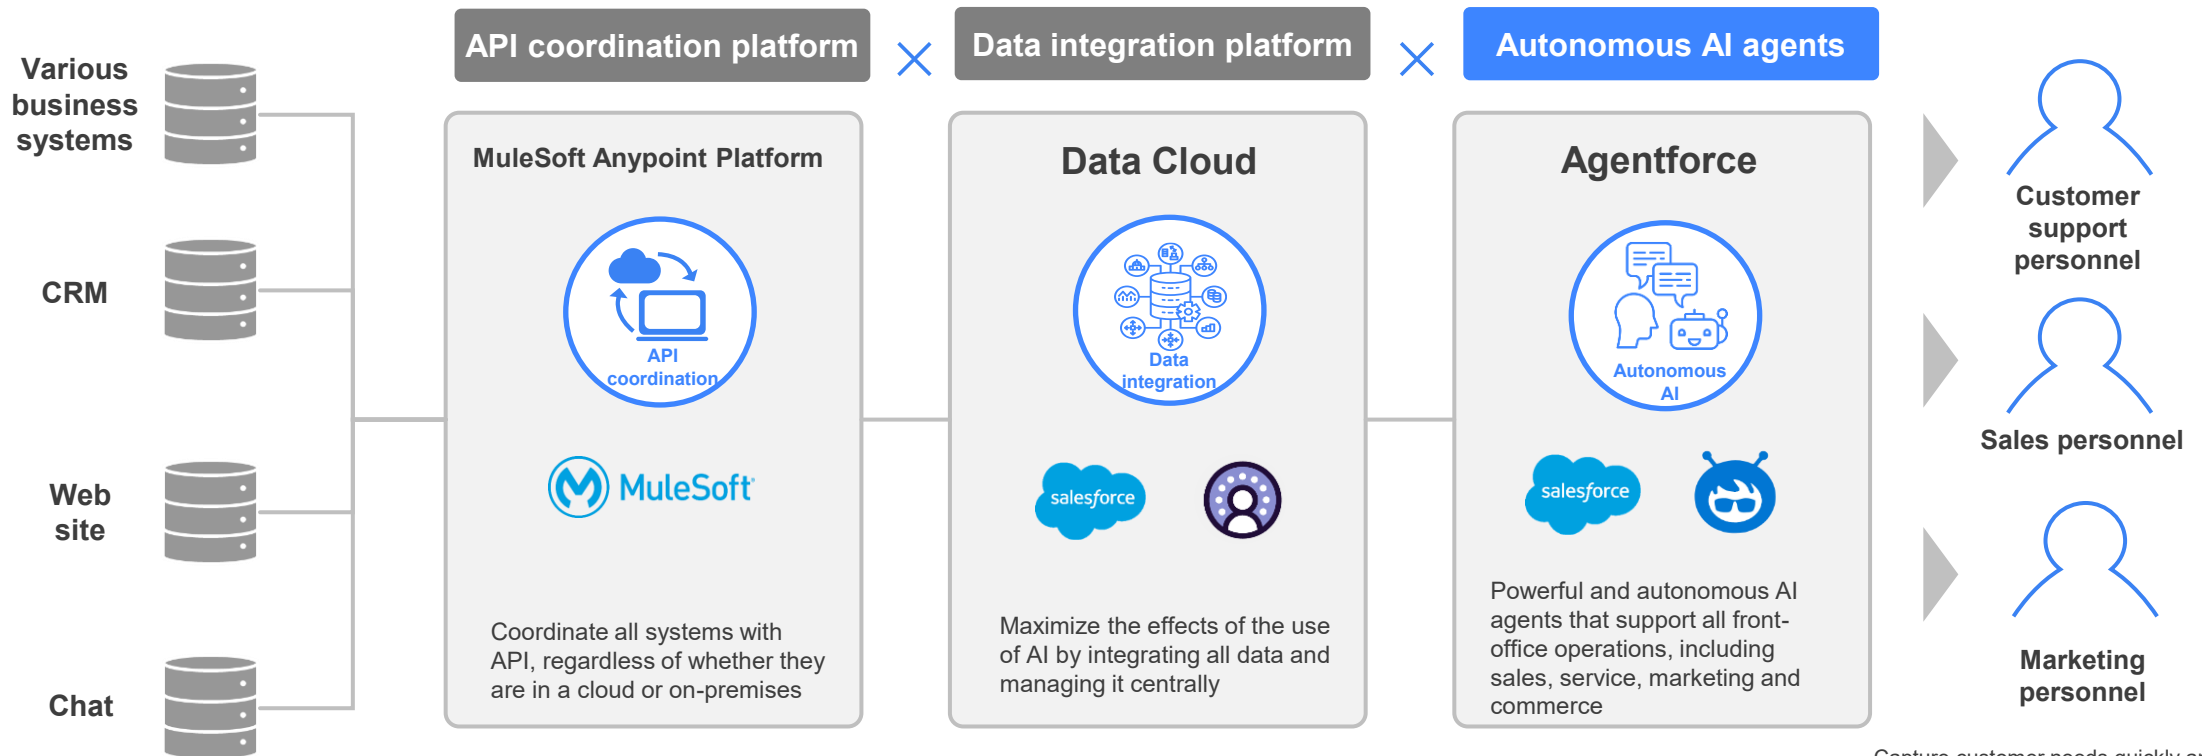 API coordination platform
Data integration platform
Autonomous AI agents
Various
business
systems
CRM
Web
site
Chat
MuleSoft Anypoint Platform
API
coordination
MuleSoft
Coordinate all systems with
API, regardless of whether they
are in a cloud or on-premises
Data Cloud
Data
integration
salesforce
Maximize the effects of the use
of AI by integrating all data and
managing it centrally
Agentforce
Autonomous
AI
salesforce
Powerful and autonomous AI
agents that support all front-
office operations, including
sales, service, marketing and
commerce
Customer
support
personnel
Sales personnel
Marketing
personnel
Capture customer needs quickly